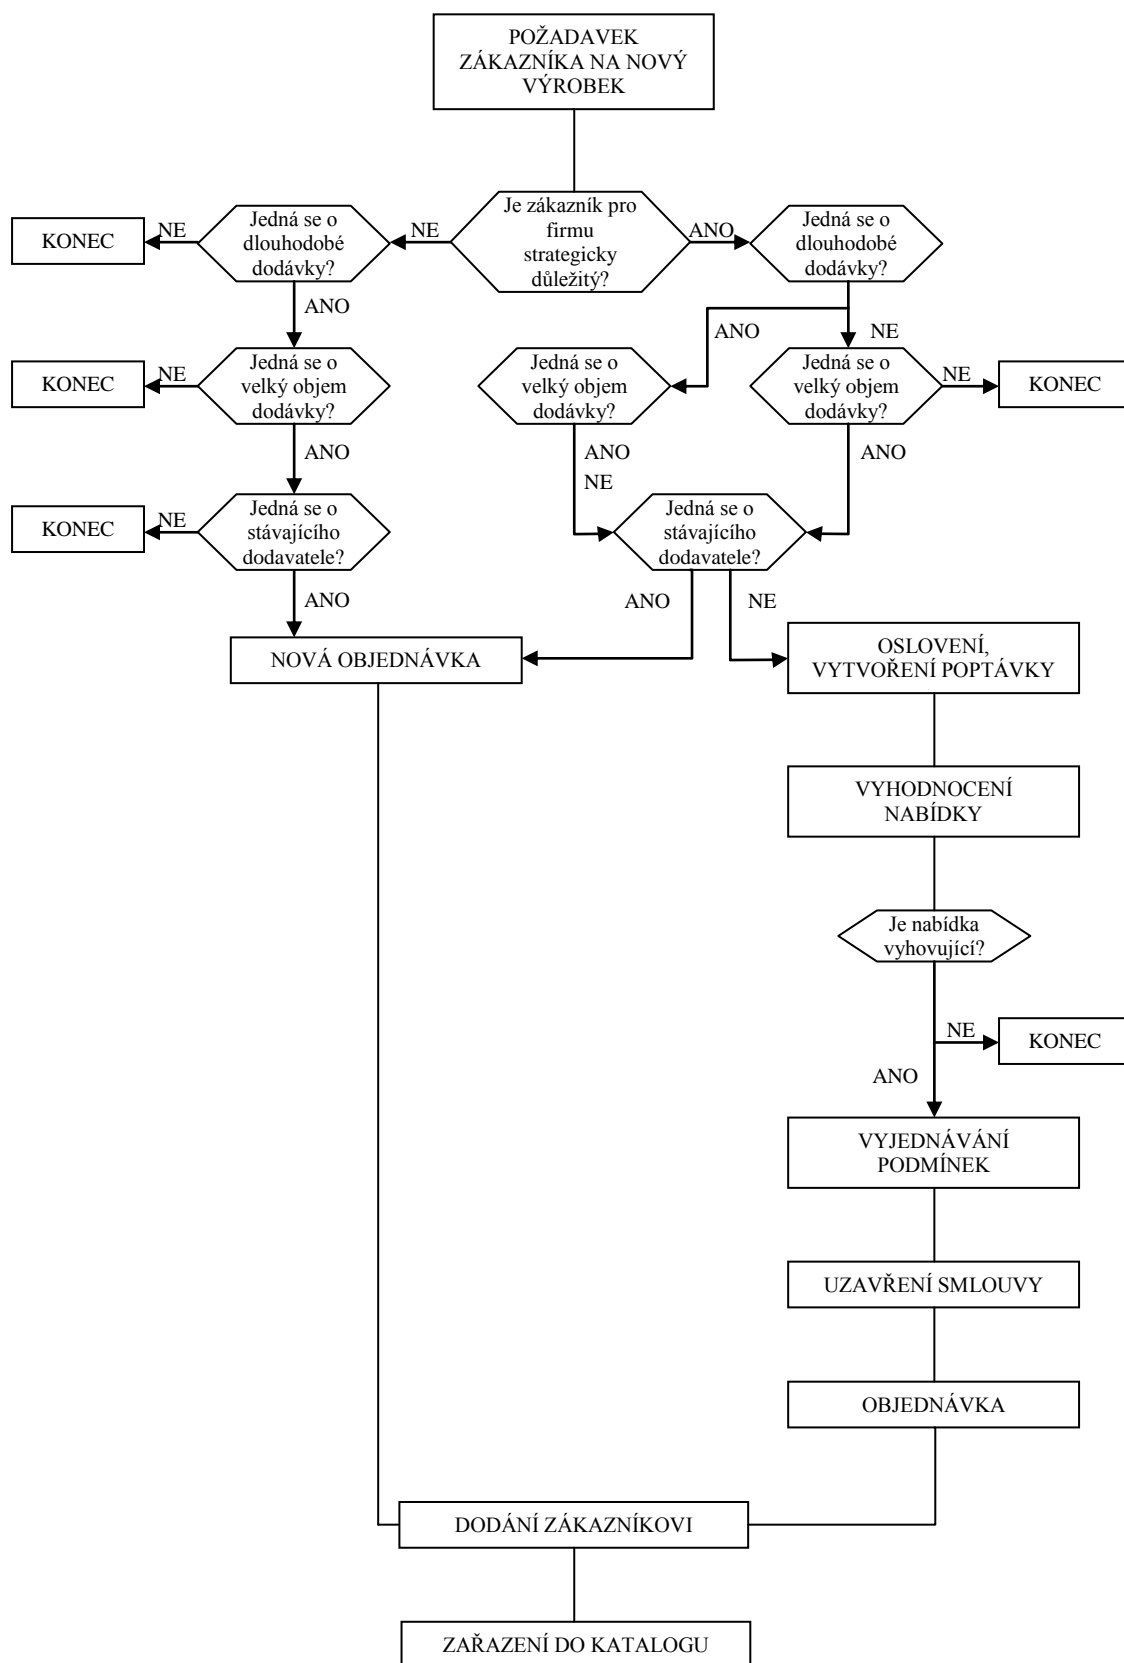 POŽADAVEK
ZÁKAZNÍKA NA NOVÝ
VÝROBEK
KONEC
NE
Jedná se o
dlouhodobé
dodávky?
NE
Je zákazník pro
firmu
strategicky
důležitý?
ANO
Jedná se o
dlouhodobé
dodávky?
ANO
ANO
NE
KONEC
NE
Jedná se o
velký objem
dodávky?
Jedná se o
velký objem
dodávky?
Jedná se o
velký objem
dodávky?
NE
KONEC
ANO
ANO
NE
ANO
KONEC
NE
Jedná se o
stávajícího
dodavatele?
Jedná se o
stávajícího
dodavatele?
ANO
ANO
NE
NOVÁ OBJEDNÁVKA
OSLOVENÍ,
VYTVOŘENÍ POPTÁVKY
VYHODNOCENÍ
NABÍDKY
Je nabídka
vyhovující?
NE
KONEC
ANO
VYJEDNÁVÁNÍ
PODMÍNEK
UZAVŘENÍ SMLOUVY
OBJEDNÁVKA
DODÁNÍ ZÁKAZNÍKOVI
ZAŘAZENÍ DO KATALOGU